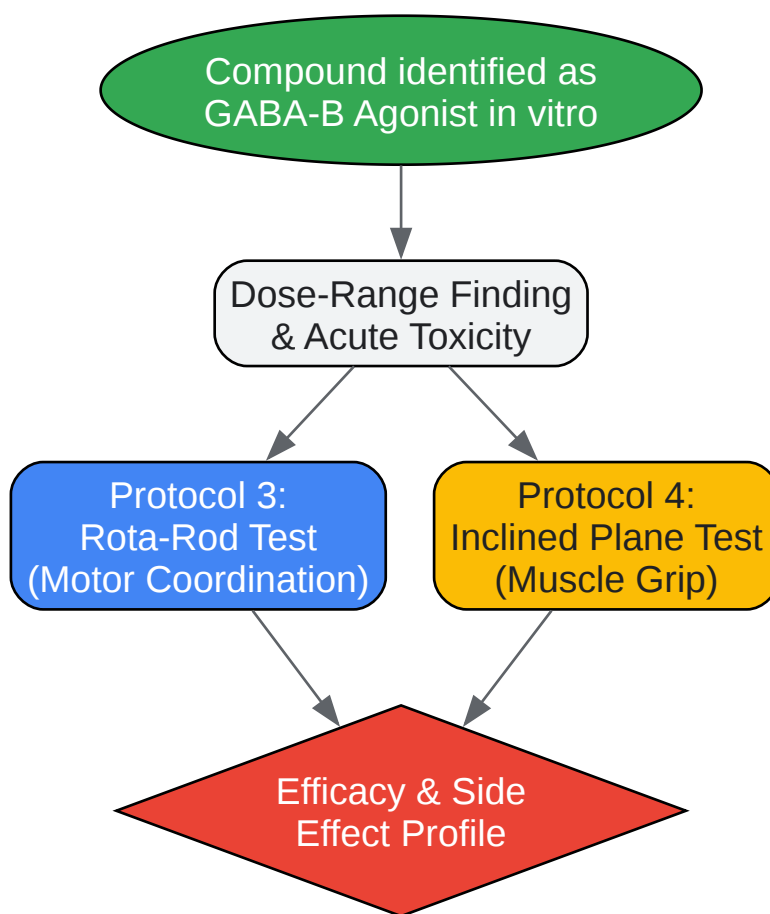 Compound identified as
GABA-B Agonist in vitro
Dose-Range Finding
& Acute Toxicity
Protocol 3:
Rota-Rod Test
(Motor Coordination)
Protocol 4:
Inclined Plane Test
(Muscle Grip)
Efficacy & Side
Effect Profile